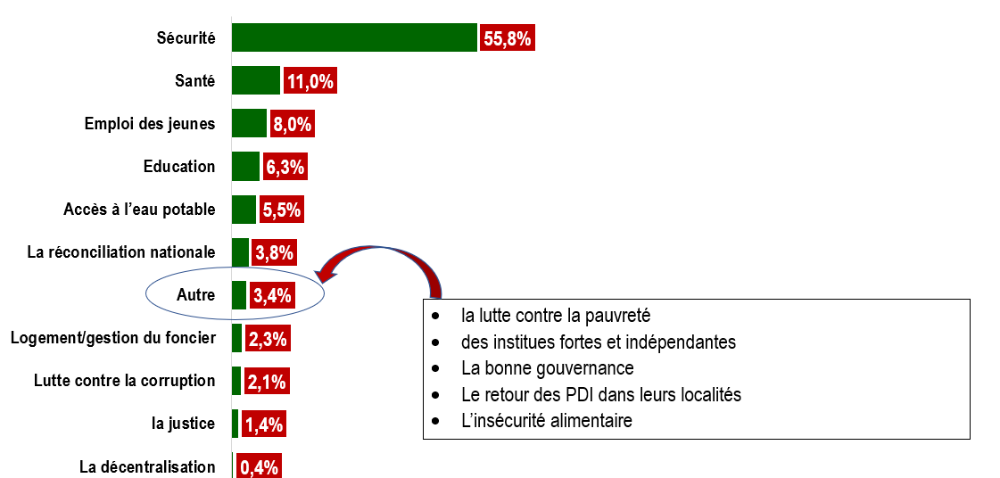 Sécurité 55,8%
Santé 11,0%
Emploi des jeunes 8,0%
Education 6,3%
Accès à l’eau potable 5,5%
La réconciliation nationale 3,8%
Autre 3,4%
Logement/gestion du foncier 2,3%
Lutte contre la corruption 2,1%
la justice 1,4%
La décentralisation 0,4%
• la lutte contre la pauvreté
• des institues fortes et indépendantes
• La bonne gouvernance
• Le retour des PDI dans leurs localités
• L’insécurité alimentaire